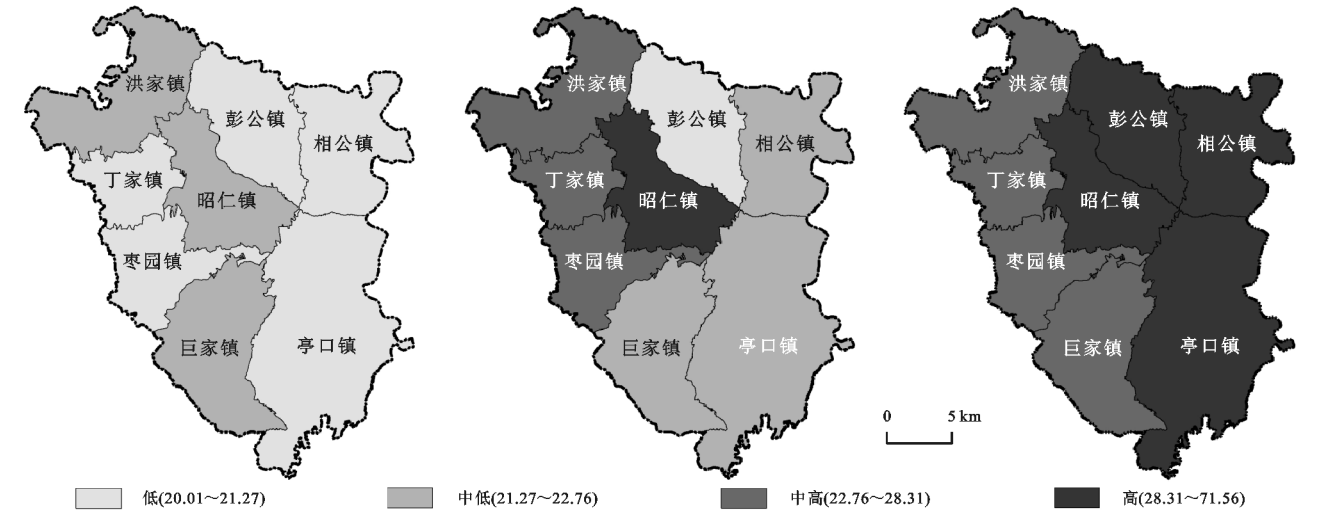 洪家镇
彭公镇
相公镇
丁家镇
昭仁镇
枣园镇
巨家镇
亭口镇
洪家镇
彭公镇
相公镇
丁家镇
昭仁镇
枣园镇
巨家镇
亭口镇
洪家镇
彭公镇
相公镇
丁家镇
昭仁镇
枣园镇
巨家镇
亭口镇
0 5 km
低(20.01～21.27) 中低(21.27～22.76) 中高(22.76～28.31) 高(28.31～71.56)